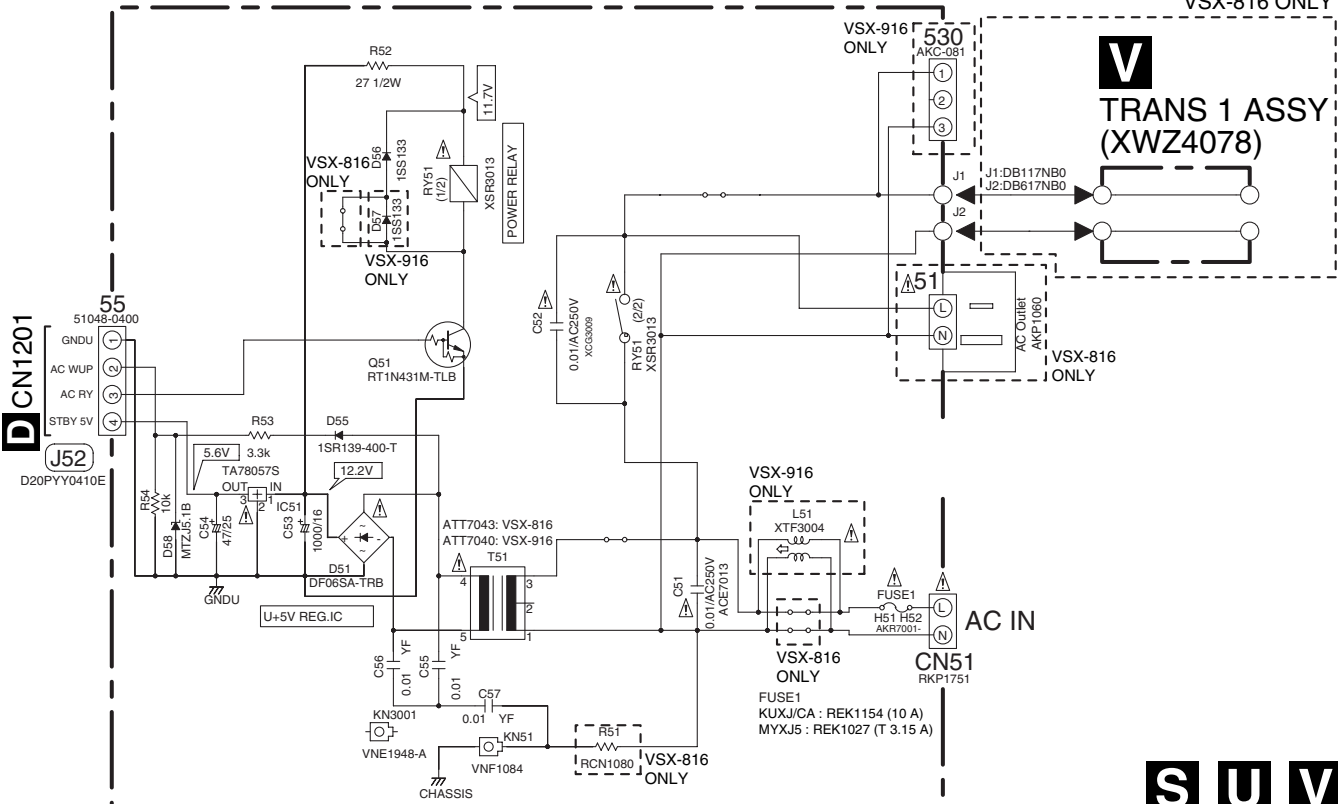 VSX-816 ONLY
VSX-916
ONLY
530
AKC-081
1
2
3
V
TRANS 1 ASSY
(XWZ4078)
R52
27 1/2W
11.7V
D56
1SS133
VSX-816
ONLY
D57
1SS133
VSX-916
ONLY
RY51
(1/2)
XSR3013
POWER RELAY
J1
J1:DB117NB0
J2:DB617NB0
J2
51
L
N
AC Outlet
AKP1060
VSX-816
ONLY
C52
0.01/AC250V
XCG3009
RY51
(2/2)
XSR3013
55
51048-0400
D CN1201
GNDU
1
AC WUP
2
AC RY
3
STBY 5V
4
J52
D20PYY0410E
Q51
RT1N431M-TLB
R53
3.3k
D55
1SR139-400-T
5.6V
12.2V
TA78057S
OUT
IN
3
2
1
IC51
R54
10k
D58
MTZJ5.1B
C54
47/25
C53
1000/16
+
-
~
~
D51
DF06SA-TRB
GNDU
U+5V REG.IC
ATT7043: VSX-816
ATT7040: VSX-916
T51
4
3
2
5
1
C51
0.01/AC250V
ACE7013
VSX-916
ONLY
L51
XTF3004
VSX-816
ONLY
FUSE1
H51 H52
AKR7001-
L
N
AC IN
CN51
RKP1751
FUSE1
KUXJ/CA : REK1154 (10 A)
MYXJ5 : REK1027 (T 3.15 A)
C56
0.01
YF
C55
0.01
YF
C57
0.01
YF
KN3001
VNE1948-A
KN51
VNF1084
CHASSIS
R51
RCN1080
VSX-816
ONLY
S U V